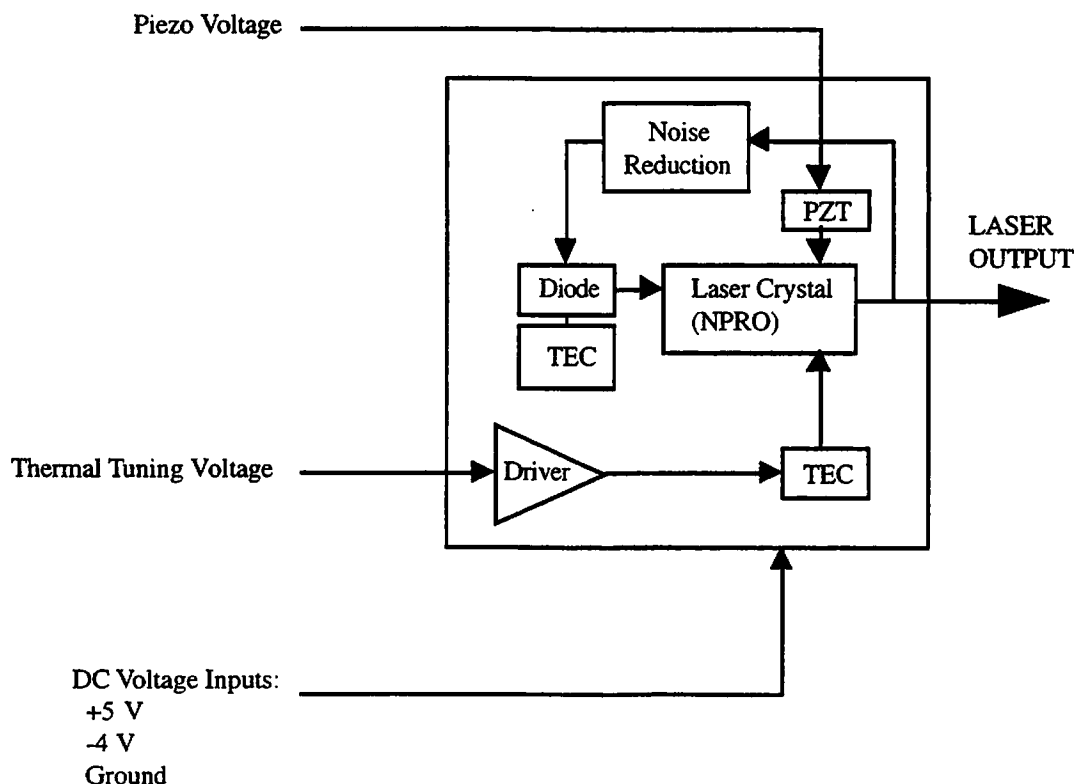 Piezo Voltage
Noise
Reduction
PZT
LASER
OUTPUT
Diode
Laser Crystal
(NPRO)
TEC
Thermal Tuning Voltage
Driver
TEC
DC Voltage Inputs:
+5 V
-4 V
Ground